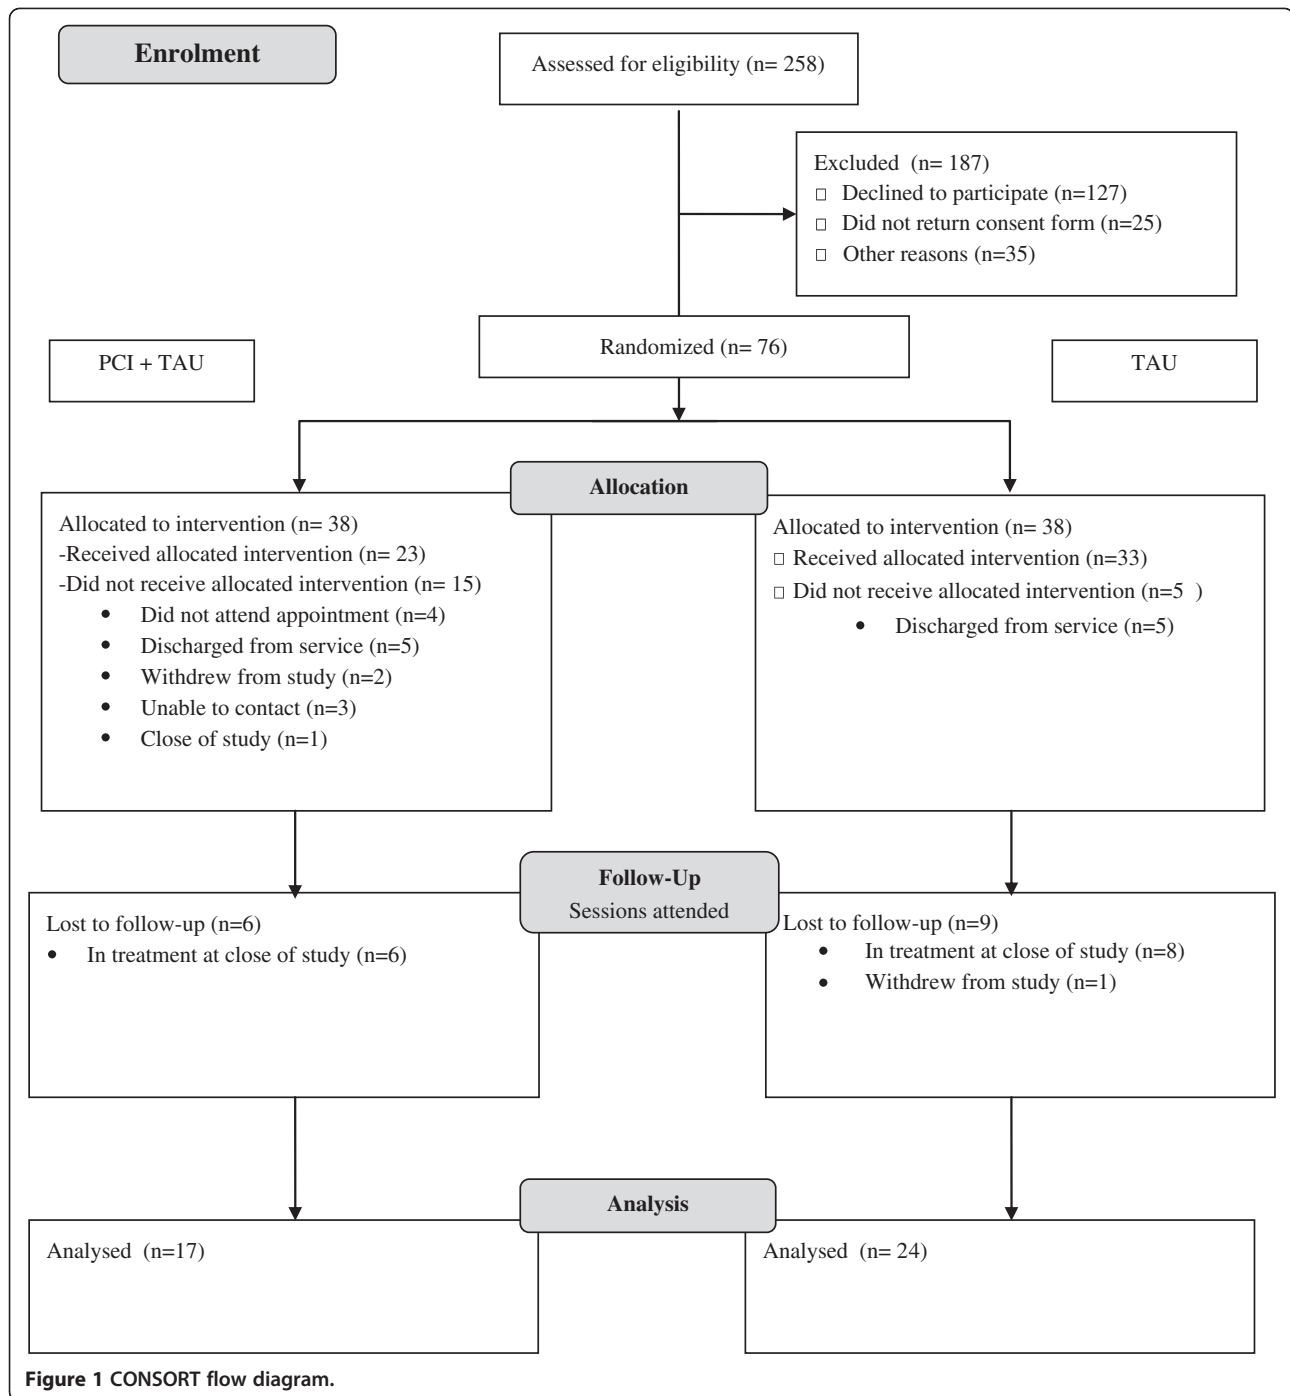 Enrolment
Assessed for eligibility (n= 258)
Excluded (n= 187)
□ Declined to participate (n=127)
□ Did not return consent form (n=25)
□ Other reasons (n=35)
Randomized (n= 76)
PCI + TAU
TAU
Allocation
Allocated to intervention (n= 38)
-Received allocated intervention (n= 23)
-Did not receive allocated intervention (n= 15)
• Did not attend appointment (n=4)
• Discharged from service (n=5)
• Withdrew from study (n=2)
• Unable to contact (n=3)
• Close of study (n=1)
Allocated to intervention (n= 38)
□ Received allocated intervention (n=33)
□ Did not receive allocated intervention (n=5 )
• Discharged from service (n=5)
Follow-Up
Sessions attended
Lost to follow-up (n=6)
• In treatment at close of study (n=6)
Lost to follow-up (n=9)
• In treatment at close of study (n=8)
• Withdrew from study (n=1)
Analysis
Analysed (n=17)
Analysed (n= 24)
Figure 1 CONSORT flow diagram.